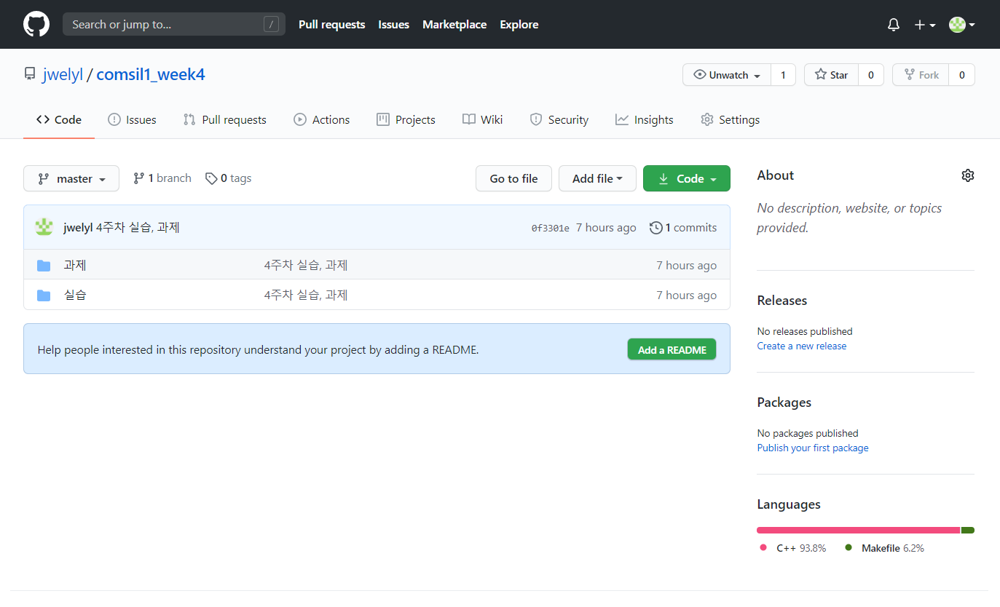 Search or jump to... / Pull requests Issues Marketplace Explore
jwelyl / comsil1_week4 Unwatch 1 Star 0 Fork 0
Code Issues Pull requests Actions Projects Wiki Security Insights Settings
master 1 branch 0 tags Go to file Add file Code
jwelyl 4주차 실습, 과제 0f3301e 7 hours ago 1 commits
과제 4주차 실습, 과제 7 hours ago
실습 4주차 실습, 과제 7 hours ago
Help people interested in this repository understand your project by adding a README. Add a README
About
No description, website, or topics
provided.
Releases
No releases published
Create a new release
Packages
No packages published
Publish your first package
Languages
C++ 93.8% Makefile 6.2%